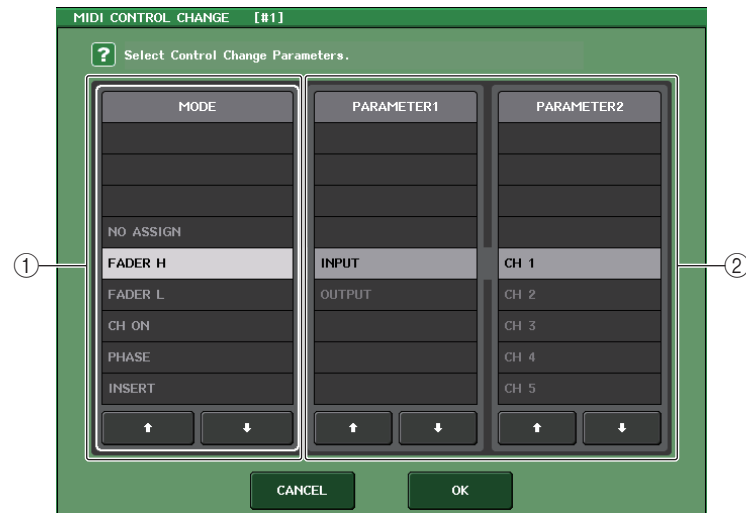 MIDI CONTROL CHANGE [#1]
? Select Control Change Parameters.
MODE PARAMETER1 PARAMETER2
NO ASSIGN
① FADER H INPUT CH 1 ②
FADER L OUTPUT CH 2
CH ON CH 3
PHASE CH 4
INSERT CH 5
CANCEL OK